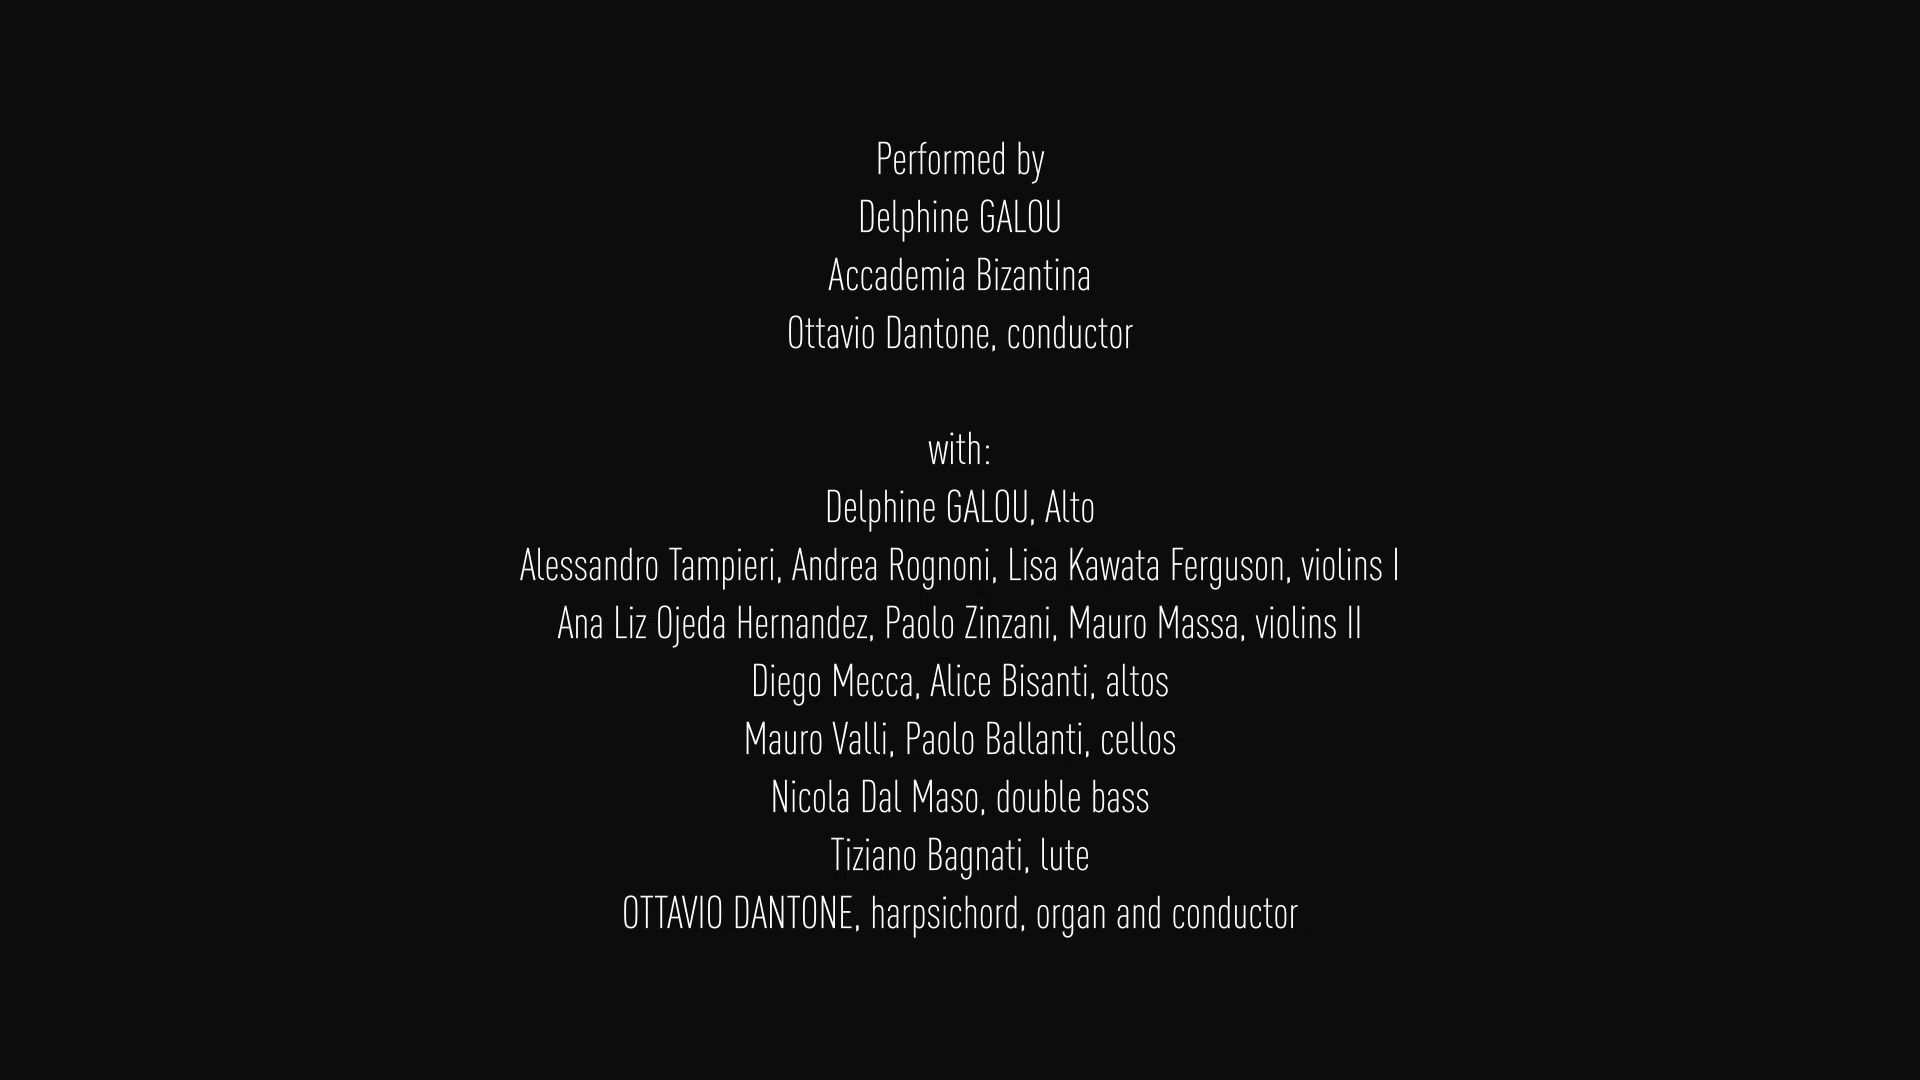 Performed by
Delphine GALOU
Accademia Bizantina
Ottavio Dantone, conductor
with:
Delphine GALOU, Alto
Alessandro Tampieri, Andrea Rognoni, Lisa Kawata Ferguson, violins I
Ana Liz Ojeda Hernandez, Paolo Zinzani, Mauro Massa, violins II
Diego Mecca, Alice Bisanti, altos
Mauro Valli, Paolo Ballanti, cellos
Nicola Dal Maso, double bass
Tiziano Bagnati, lute
OTTAVIO DANTONE, harpsichord, organ and conductor